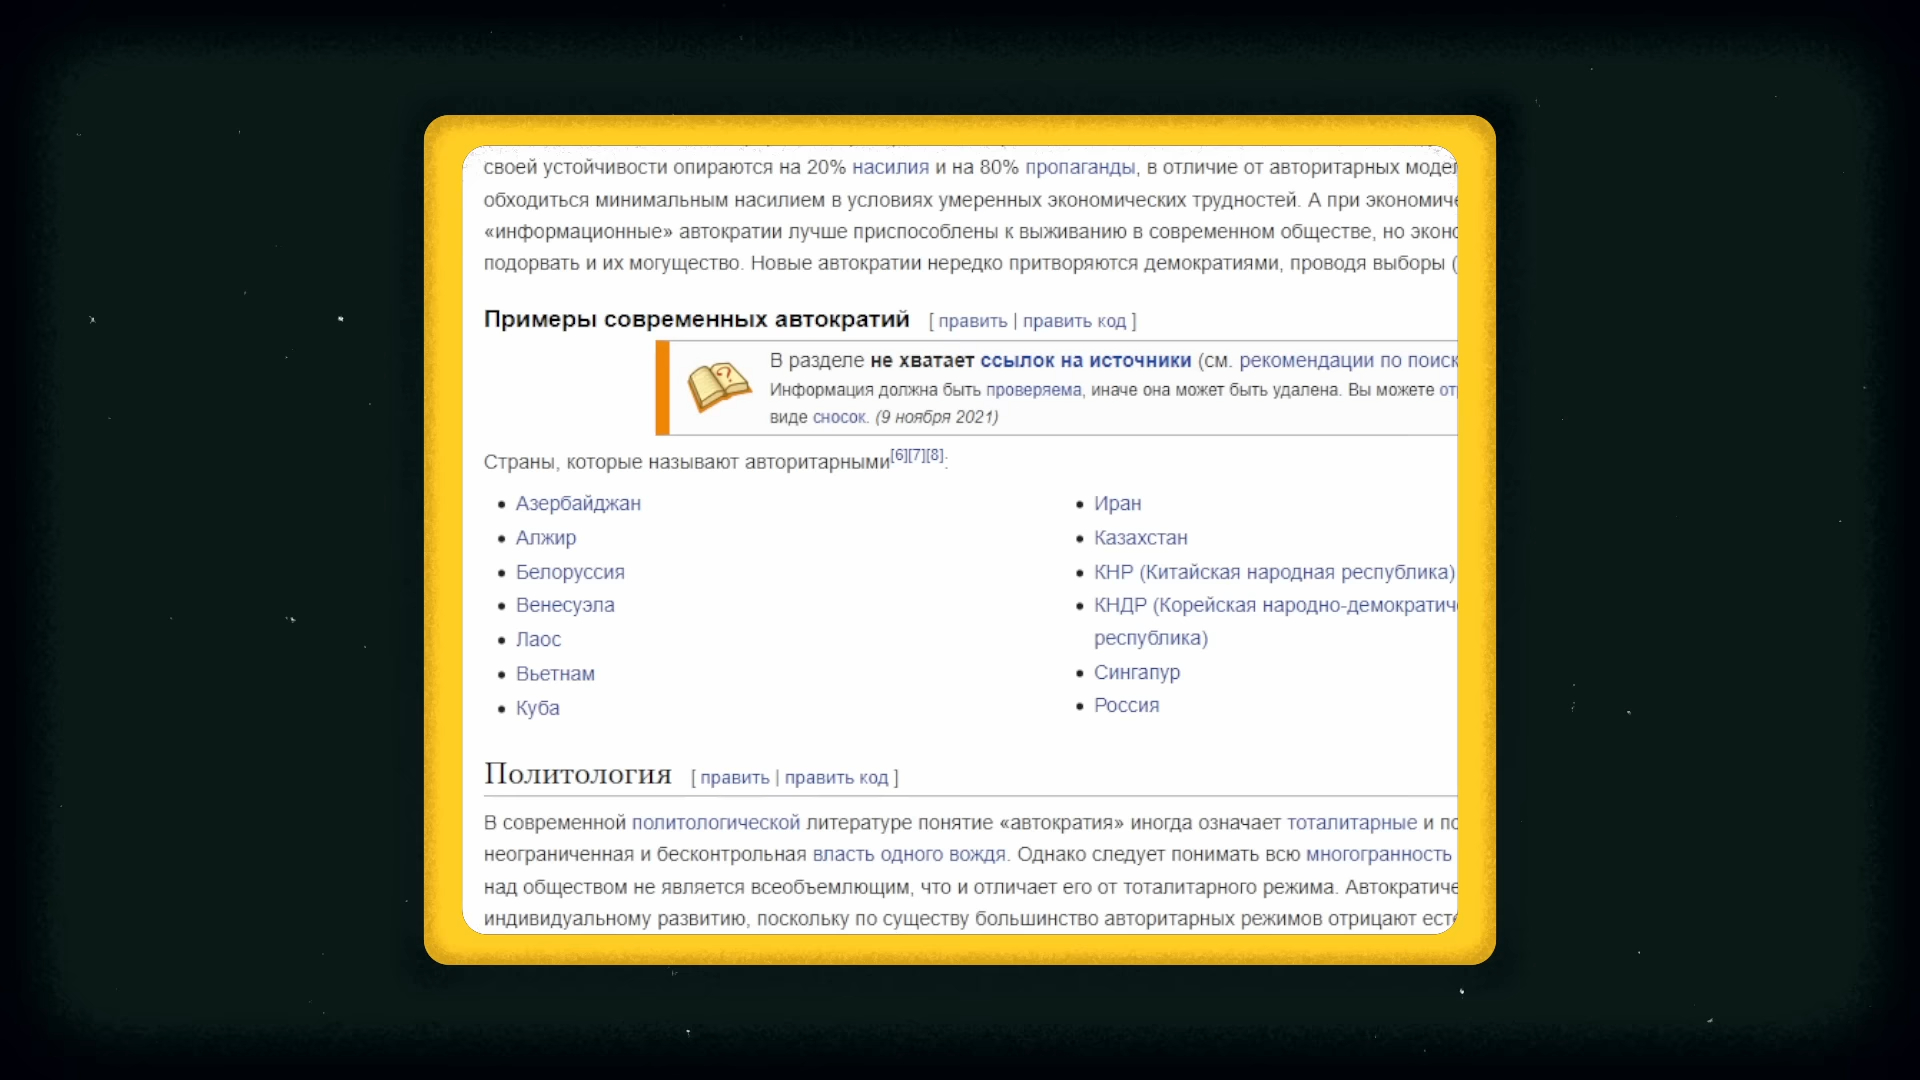 своей устойчивости опираются на 20% насилия и на 80% пропаганды, в отличие от авторитарных
обходиться минимальным насилием в условиях умеренных экономических трудностей. А при
«информационные» автократии лучше приспособлены к выживанию в современном обществе, но
подорвать и их могущество. Новые автократии нередко притворяются демократиями, проводя выборы (
Примеры современных автократий [ править | править код ]
В разделе не хватает ссылок на источники (см. рекомендации по
Информация должна быть проверяема, иначе она может быть удалена. Вы можете
виде сносок. (9 ноября 2021)
Страны, которые называют авторитарными[6][7][8]:
• Азербайджан
• Алжир
• Белоруссия
• Венесуэла
• Лаос
• Вьетнам
• Куба
• Иран
• Казахстан
• КНР (Китайская народная республика)
• КНДР (Корейская народно-демократич
республика)
• Сингапур
• Россия
Политология [ править | править код ]
В современной политологической литературе понятие «автократия» иногда означает тоталитарные и
неограниченная и бесконтрольная власть одного вождя. Однако следует понимать всю многогранность
над обществом не является всеобъемлющим, что и отличает его от тоталитарного режима.
индивидуальному развитию, поскольку по существу большинство авторитарных режимов отрицают